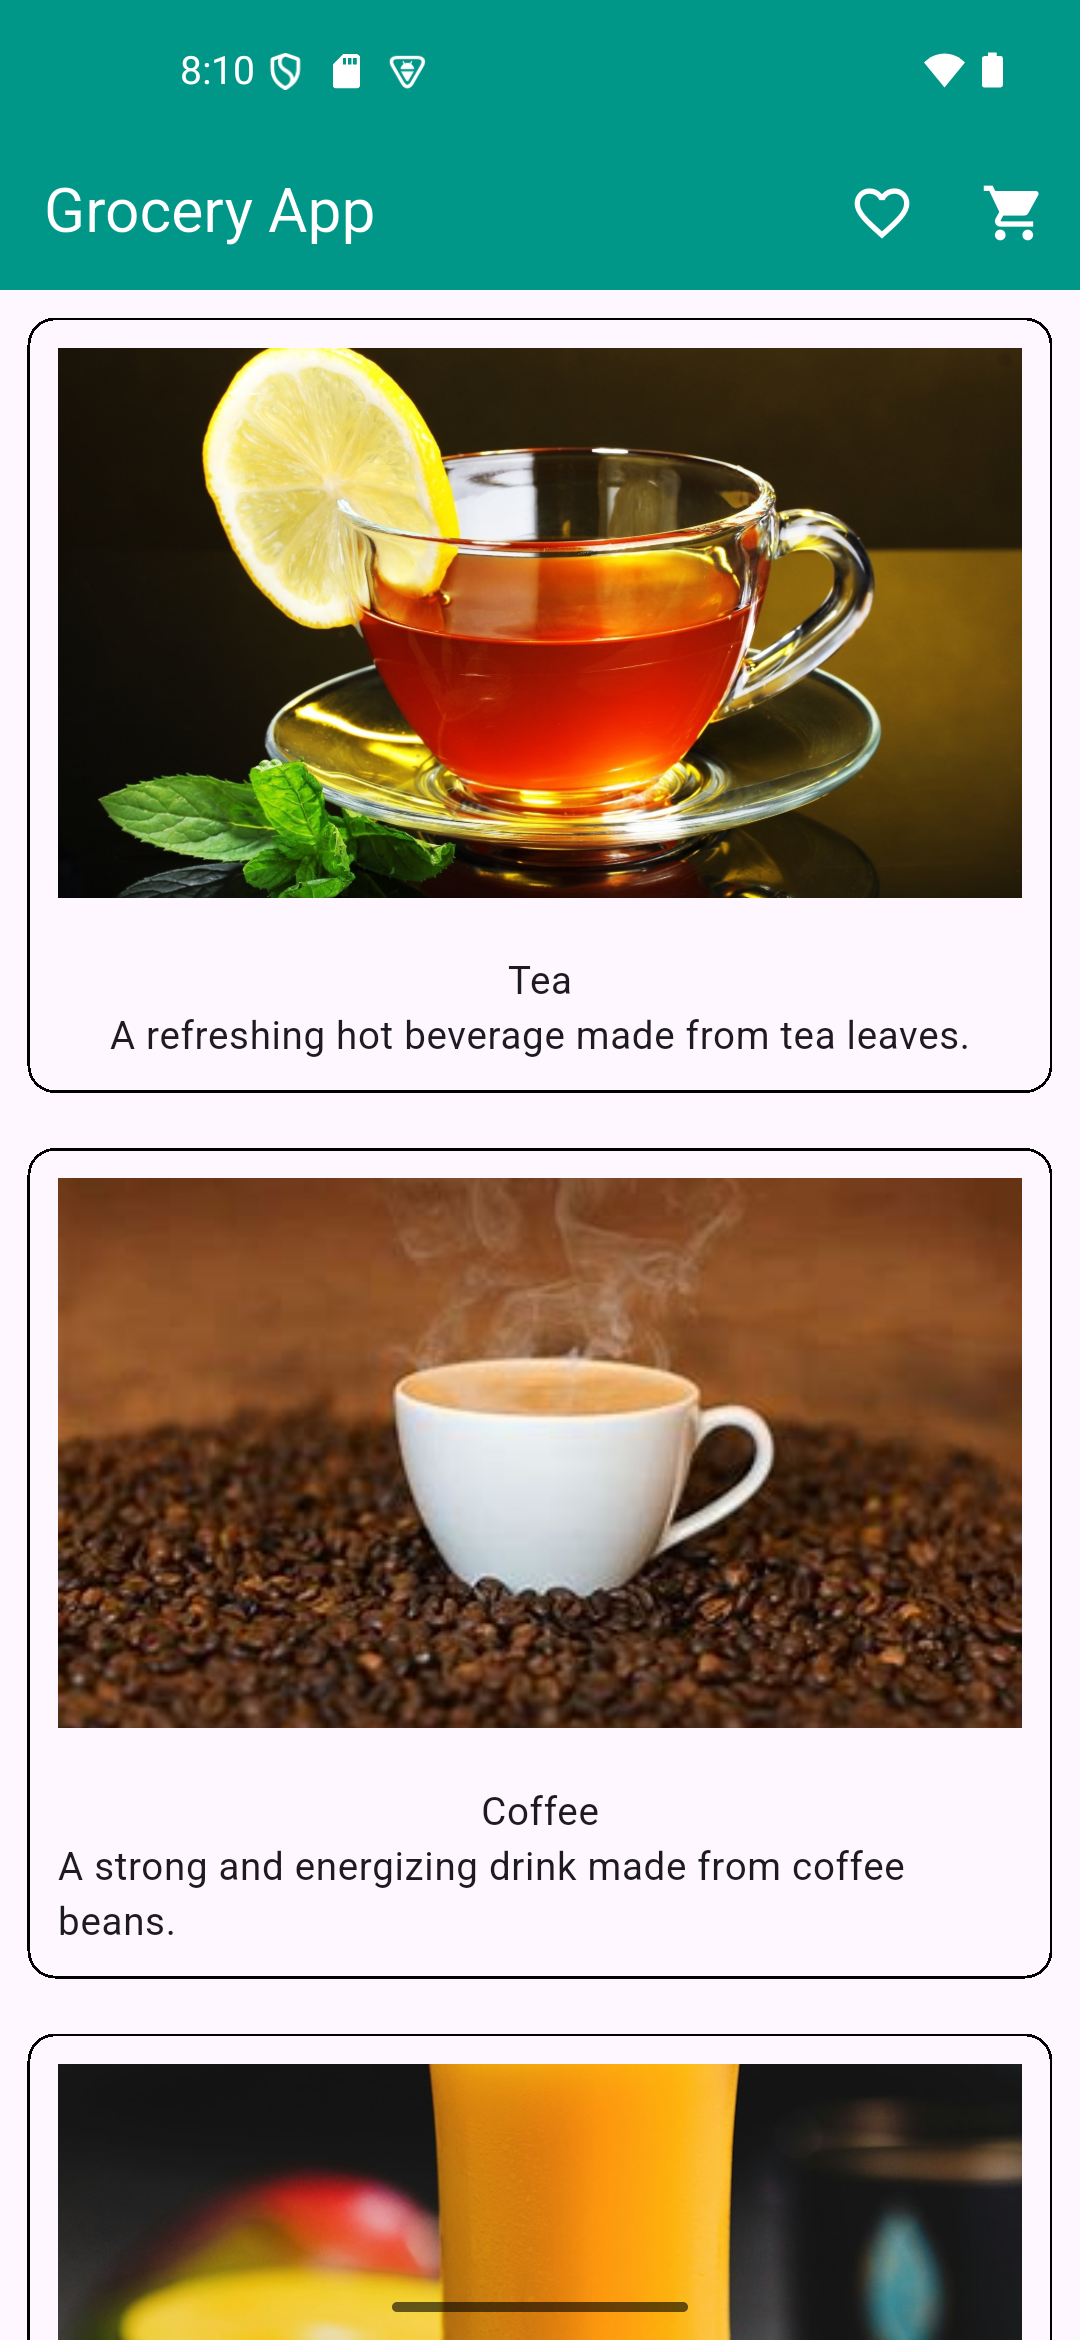 8:10
Grocery App
Tea
A refreshing hot beverage made from tea leaves.
Coffee
A strong and energizing drink made from coffee
beans.